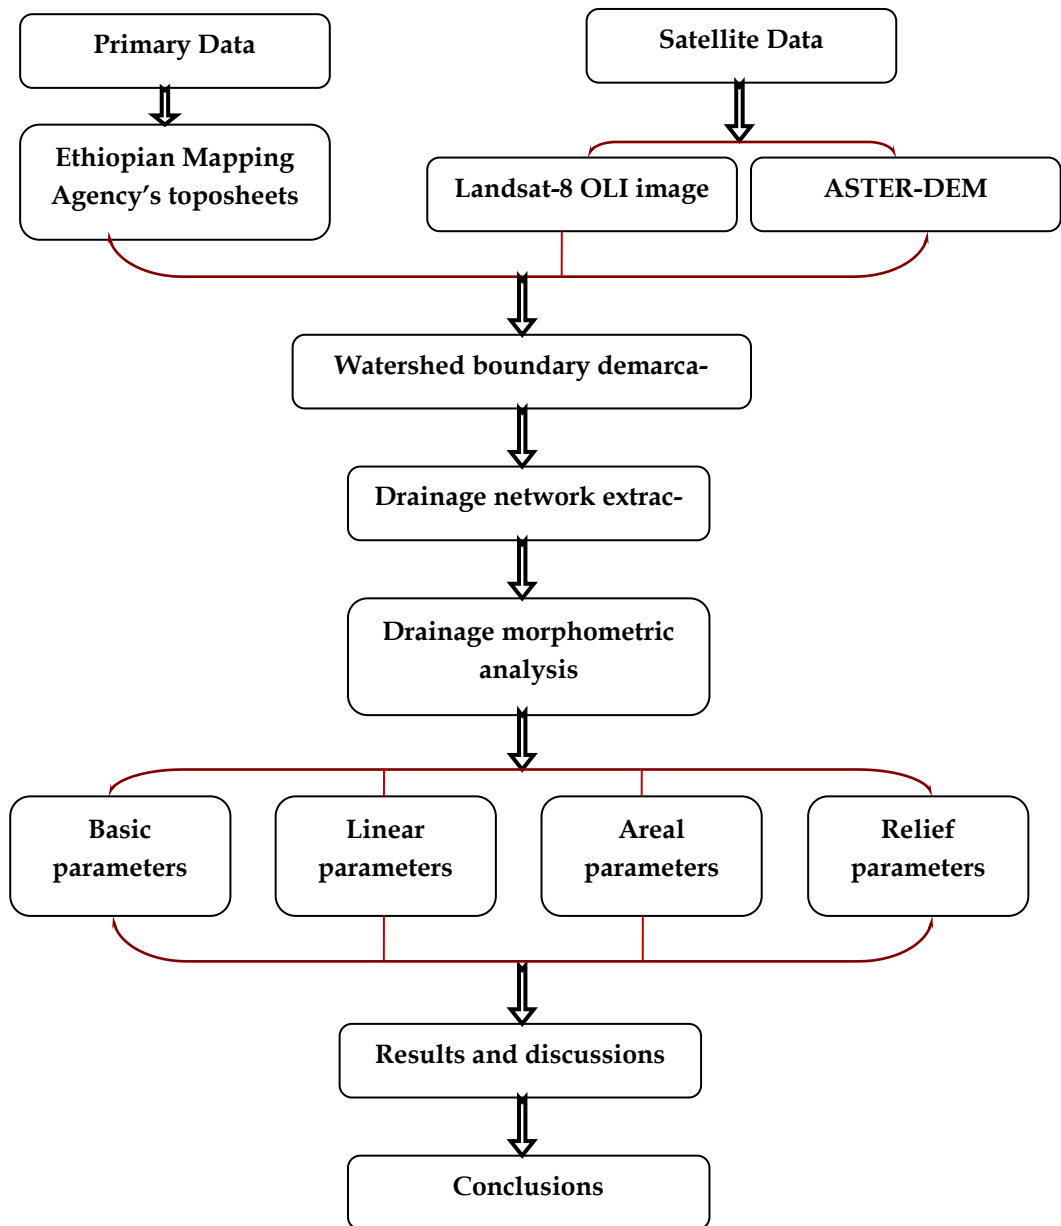 Primary Data
Satellite Data
Ethiopian Mapping
Agency’s toposheets
Landsat-8 OLI image
ASTER-DEM
Watershed boundary demarca-
Drainage network extrac-
Drainage morphometric
analysis
Basic
parameters
Linear
parameters
Areal
parameters
Relief
parameters
Results and discussions
Conclusions